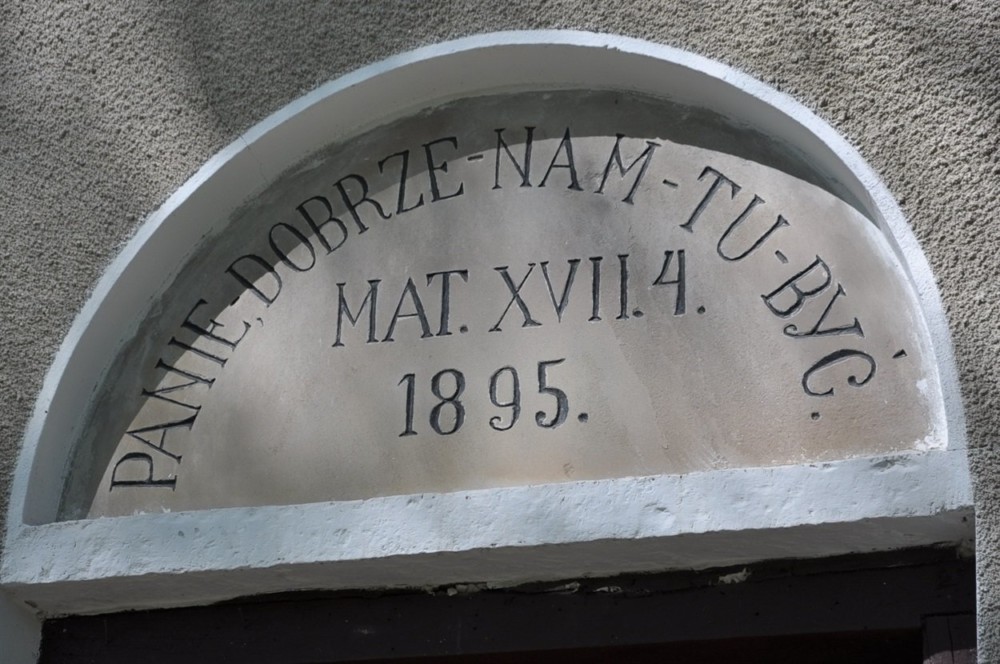 PANIE, DOBRZE-NAM-TU-BYĆ.
MAT. XVII. 4.
1895.